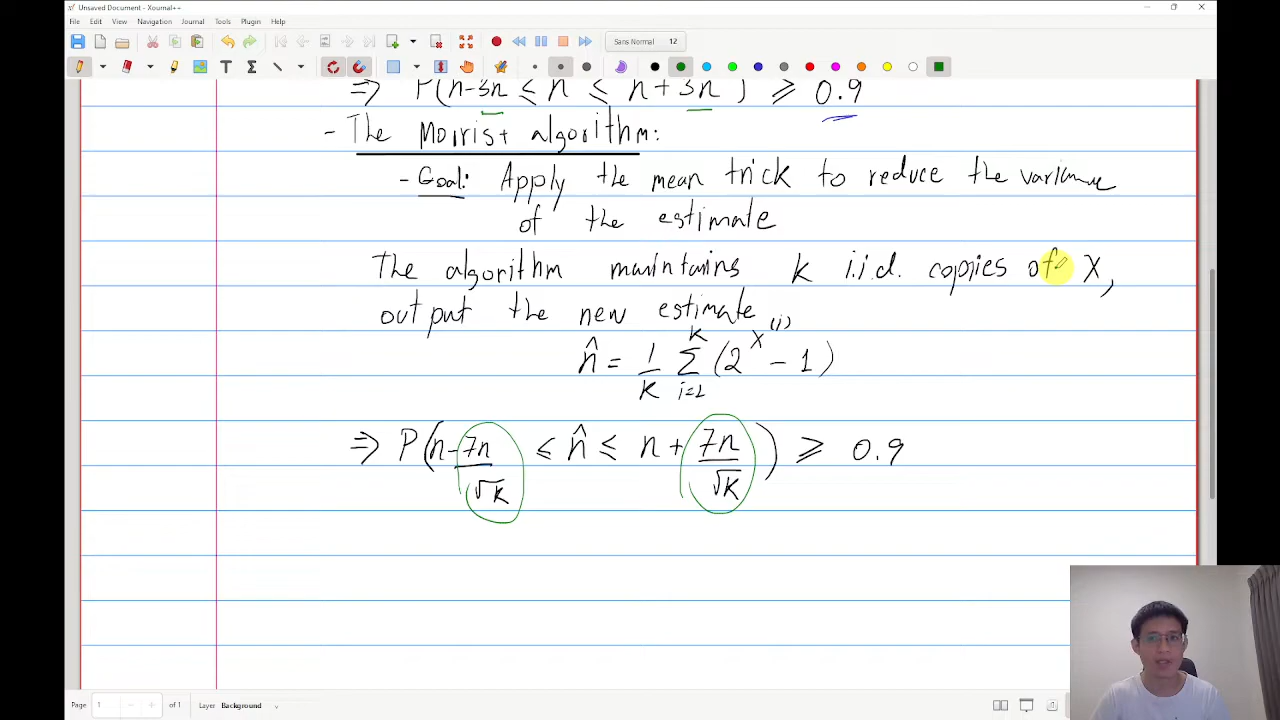 Unsaved Document - Xournal++
File Edit View Navigation Journal Tools Plugin Help
Sans Normal 12
⇒ P(n-3n ≤ n ≤ n + 3n) ≥ 0.9
- The Morris+ algorithm:
- Goal: Apply the mean trick to reduce the variance
of the estimate
The algorithm maintains k i.i.d. copies of X,
output the new estimate
n̂ = 1/k Σ_{i=1}^{k} (2^{X^{(i)}} - 1)
⇒ P(n - 7n/√k ≤ n̂ ≤ n + 7n/√k) ≥ 0.9
Page 1 of 1 Layer Background